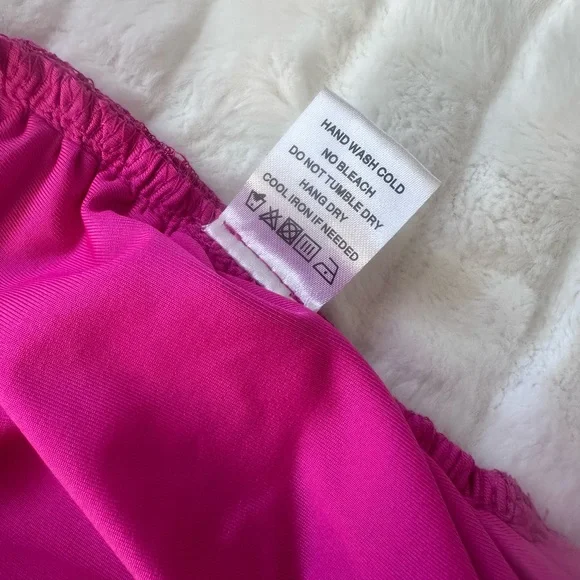 HAND WASH COLD
NO BLEACH
DO NOT TUMBLE DRY
HANG DRY
COOL IRON IF NEEDED